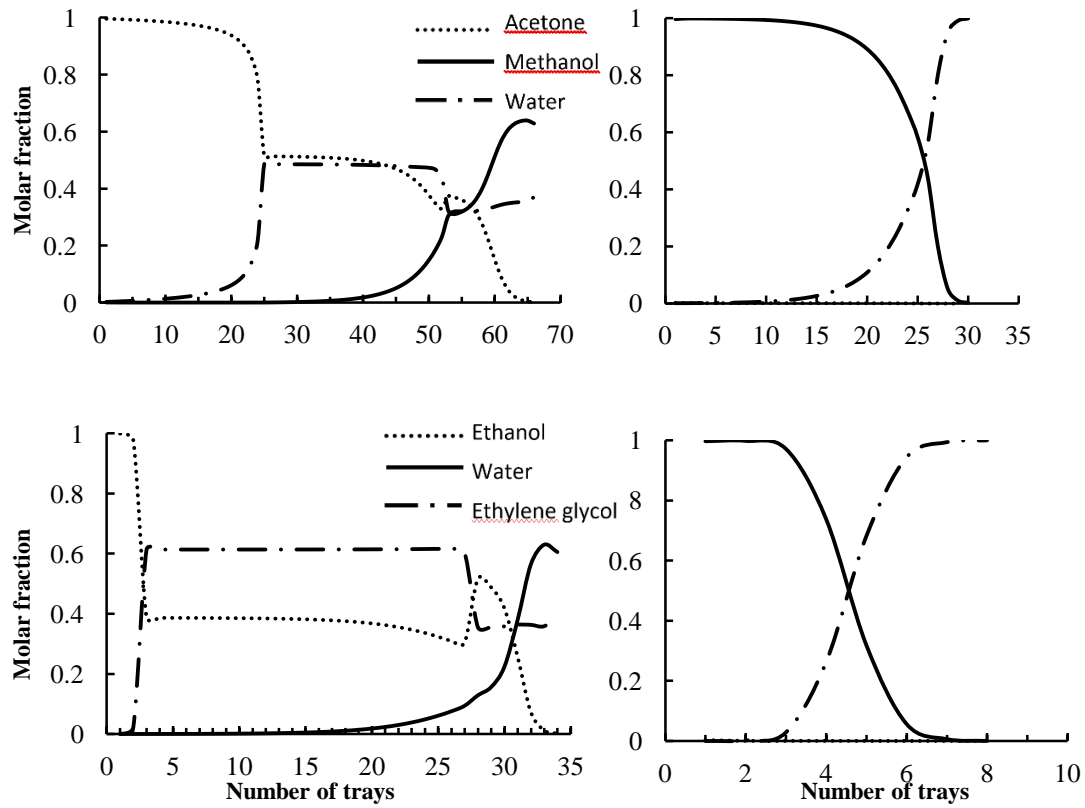 Acetone
Methanol
Water
Molar fraction
1
0.8
0.6
0.4
0.2
0
0 10 20 30 40 50 60 70
1
0.8
0.6
0.4
0.2
0
0 5 10 15 20 25 30 35
Ethanol
Water
Ethylene glycol
Molar fraction
1
0.8
0.6
0.4
0.2
0
0 5 10 15 20 25 30 35
Number of trays
1
8
0.6
0.4
0.2
0
0 2 4 6 8 10
Number of trays